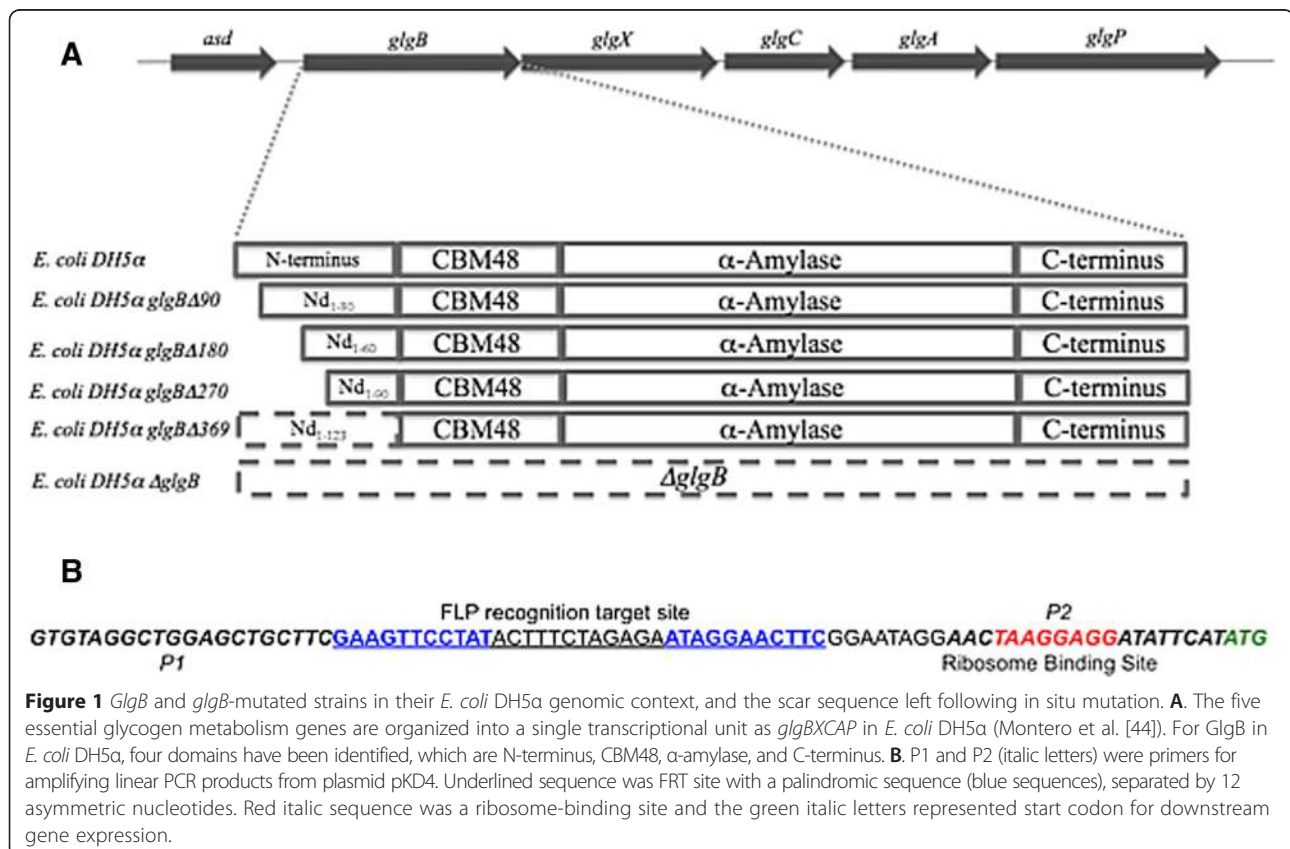 A
asd glgB glgX glgC glgA glgP
E. coli DH5α N-terminus CBM48 α-Amylase C-terminus
E. coli DH5α glgBΔ90 Nd1-30 CBM48 α-Amylase C-terminus
E. coli DH5α glgBΔ180 Nd1-60 CBM48 α-Amylase C-terminus
E. coli DH5α glgBΔ270 Nd1-90 CBM48 α-Amylase C-terminus
E. coli DH5α glgBΔ369 Nd1-123 CBM48 α-Amylase C-terminus
E. coli DH5α ΔglgB ΔglgB
B
FLP recognition target site P2
GTGTAGGCTGGAGCTGCTTCGAAGTTCCTATACTTTCTAGAGAATAGGAACTTCGGAATAGGAACTAAGGAGGATATTCATATG
P1 Ribosome Binding Site
Figure 1 GlgB and glgB-mutated strains in their E. coli DH5α genomic context, and the scar sequence left following in situ mutation. A. The five
essential glycogen metabolism genes are organized into a single transcriptional unit as glgBXCAP in E. coli DH5α (Montero et al. [44]). For GlgB in
E. coli DH5α, four domains have been identified, which are N-terminus, CBM48, α-amylase, and C-terminus. B. P1 and P2 (italic letters) were primers for
amplifying linear PCR products from plasmid pKD4. Underlined sequence was FRT site with a palindromic sequence (blue sequences), separated by 12
asymmetric nucleotides. Red italic sequence was a ribosome-binding site and the green italic letters represented start codon for downstream
gene expression.